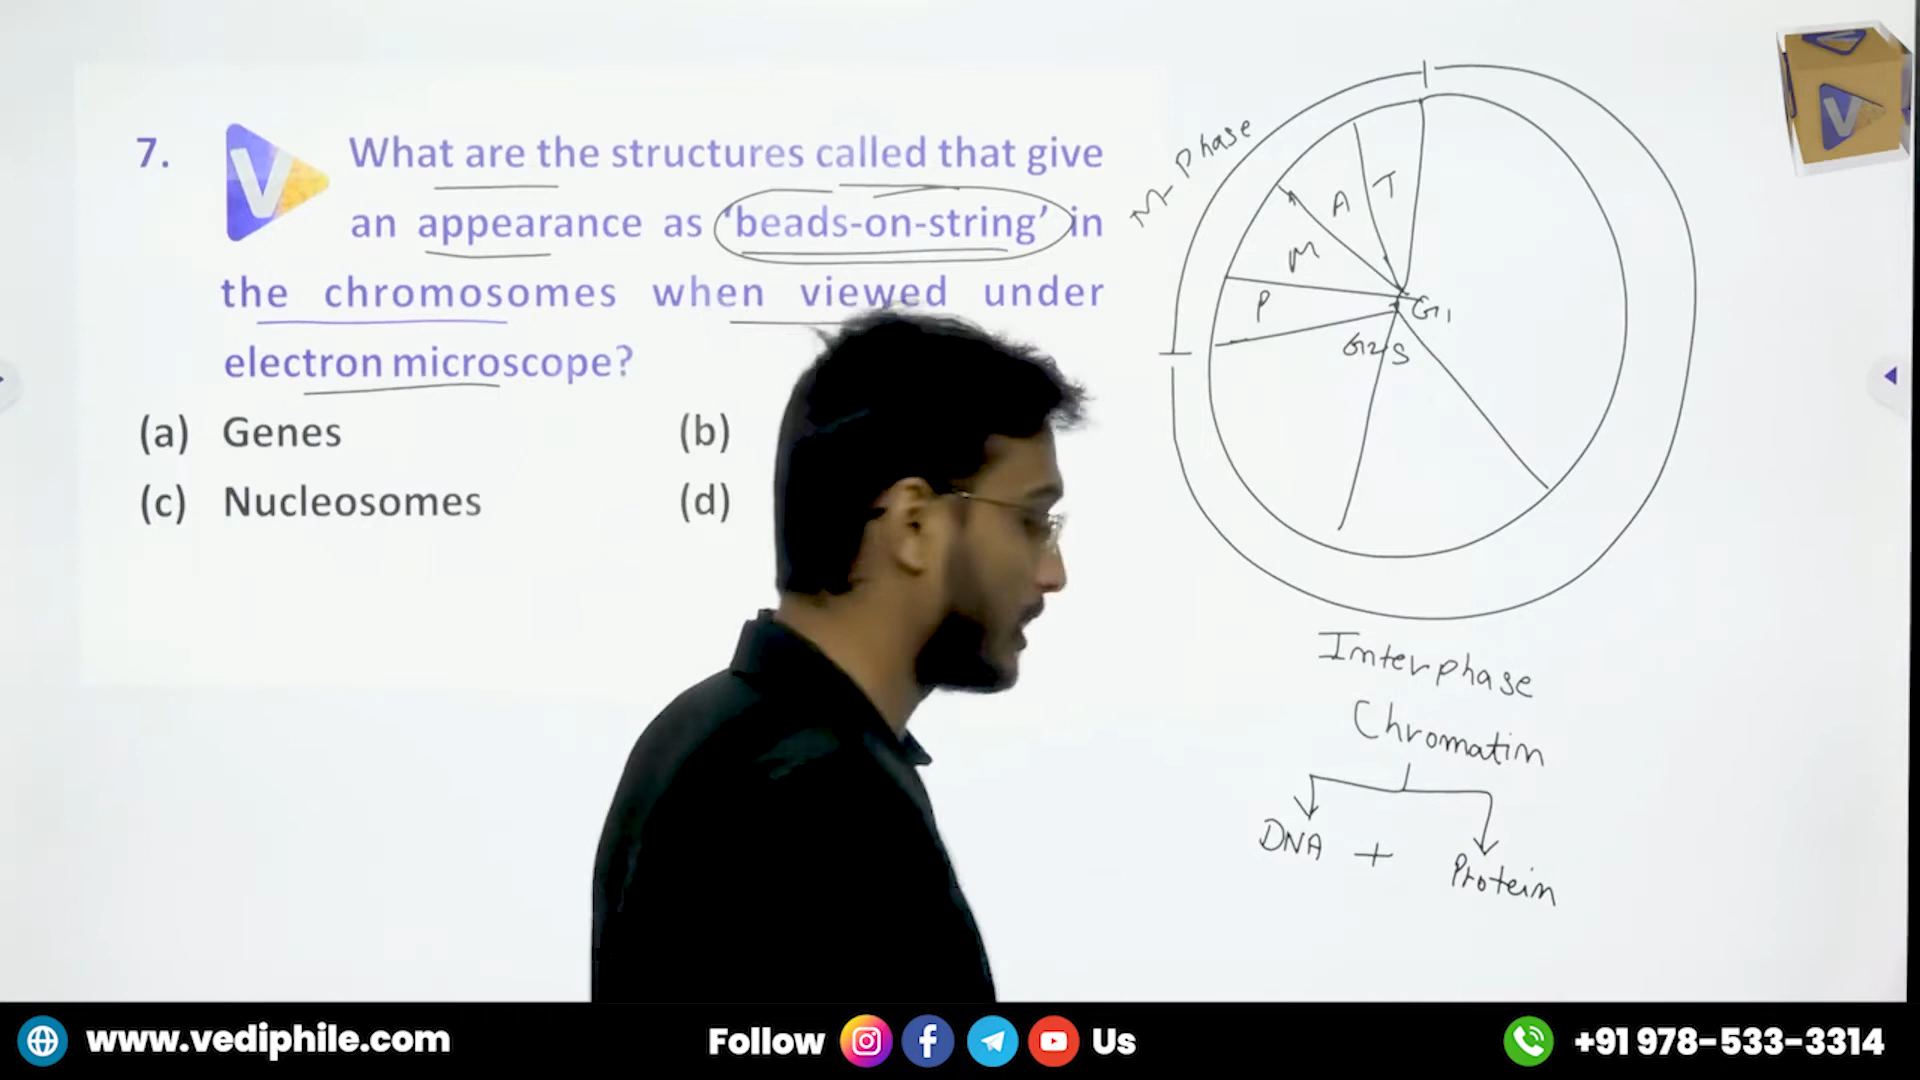 7. What are the structures called that give
an appearance as ‘beads-on-string’ in
the chromosomes when viewed under
electron microscope?
(a) Genes (b)
(c) Nucleosomes (d)
M-Phase
A T
M
P
G1
G2 S
Interphase
Chromatin
DNA + Protein
www.vediphile.com Follow Us +91 978-533-3314